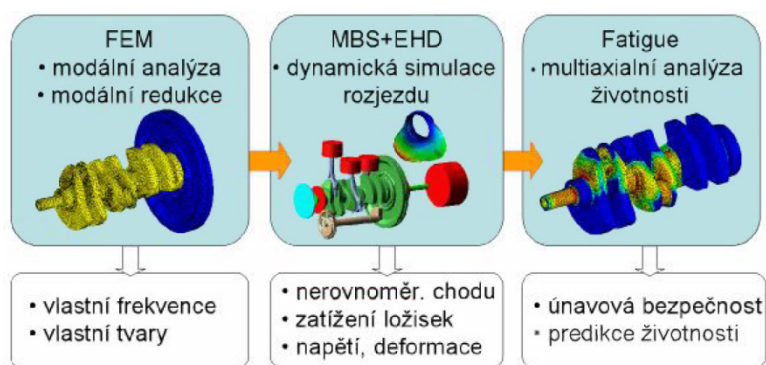 FEM
• modální analýza
• modální redukce
MBS+EHD
• dynamická simulace
rozjezdu
Fatigue
• multiaxialní analýza
životnosti
• vlastní frekvence
• vlastní tvary
• nerovnoměr. chodu
• zatížení ložisek
• napětí, deformace
• únavová bezpečnost
• predikce životnosti